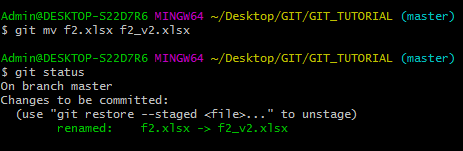 Admin@DESKTOP-S22D7R6 MINGW64 ~/Desktop/GIT/GIT_TUTORIAL (master)
$ git mv f2.xlsx f2_v2.xlsx
Admin@DESKTOP-S22D7R6 MINGW64 ~/Desktop/GIT/GIT_TUTORIAL (master)
$ git status
On branch master
Changes to be committed:
  (use "git restore --staged <file>..." to unstage)
        renamed:    f2.xlsx -> f2_v2.xlsx